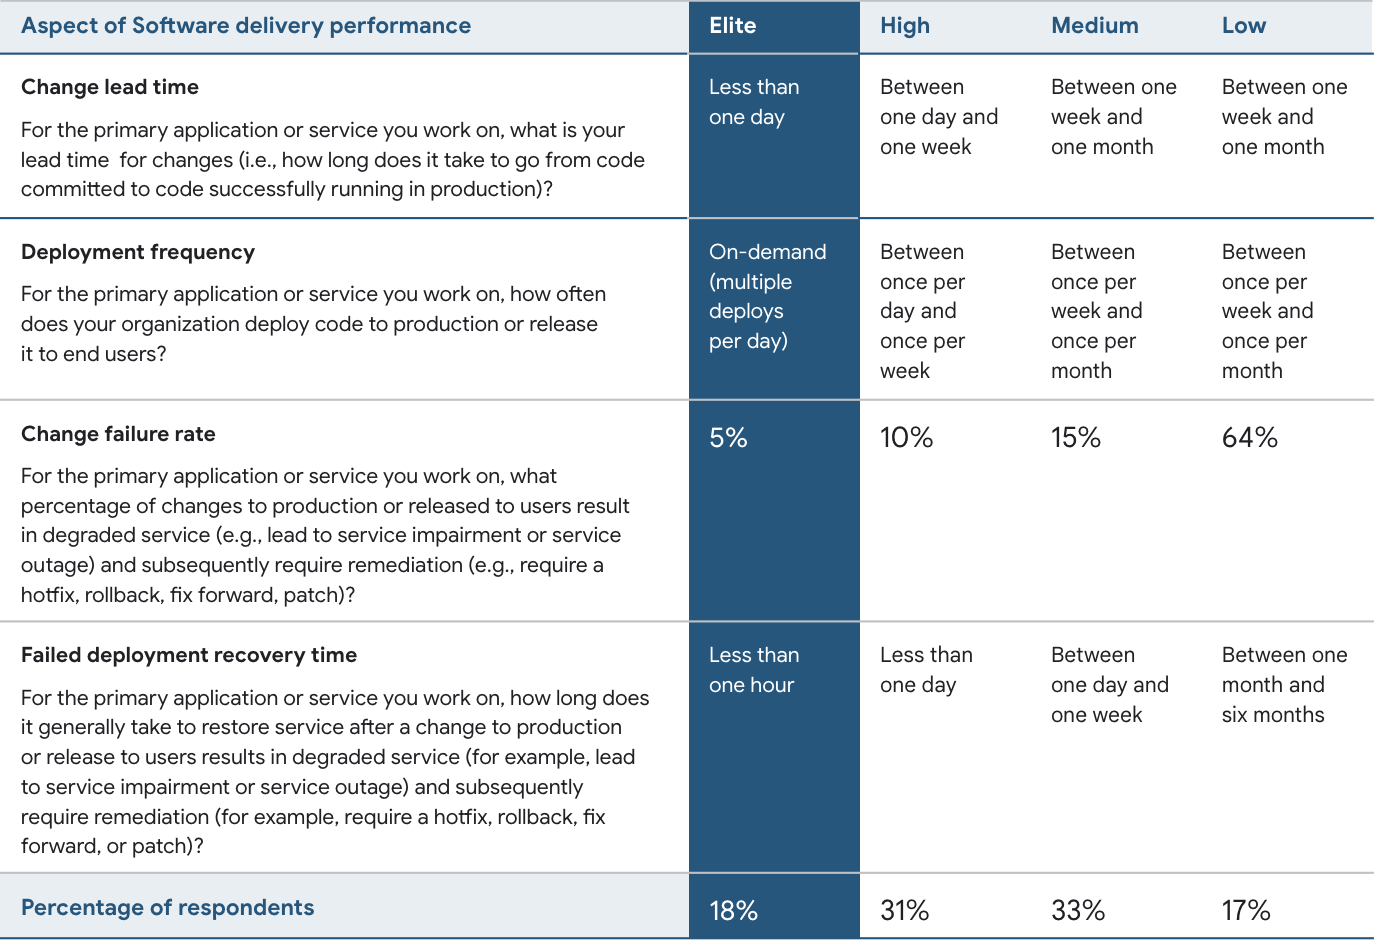 Aspect of Software delivery performance
Elite
High
Medium
Low
Change lead time
For the primary application or service you work on, what is your
lead time  for changes (i.e., how long does it take to go from code
committed to code successfully running in production)?
Less than
one day
Between
one day and
one week
Between one
week and
one month
Between one
week and
one month
Deployment frequency
For the primary application or service you work on, how often
does your organization deploy code to production or release
it to end users?
On-demand
(multiple
deploys
per day)
Between
once per
day and
once per
week
Between
once per
week and
once per
month
Between
once per
week and
once per
month
Change failure rate
For the primary application or service you work on, what
percentage of changes to production or released to users result
in degraded service (e.g., lead to service impairment or service
outage) and subsequently require remediation (e.g., require a
hotfix, rollback, fix forward, patch)?
5%
10%
15%
64%
Failed deployment recovery time
For the primary application or service you work on, how long does
it generally take to restore service after a change to production
or release to users results in degraded service (for example, lead
to service impairment or service outage) and subsequently
require remediation (for example, require a hotfix, rollback, fix
forward, or patch)?
Less than
one hour
Less than
one day
Between
one day and
one week
Between one
month and
six months
Percentage of respondents
18%
31%
33%
17%